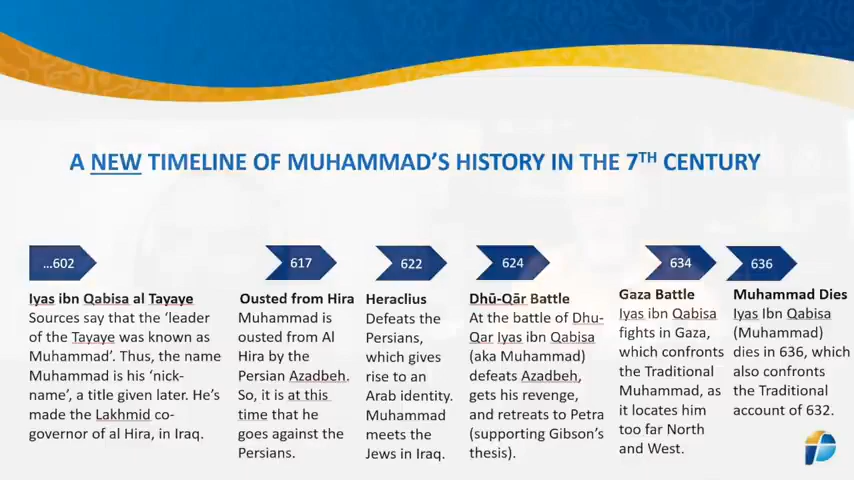 A NEW TIMELINE OF MUHAMMAD'S HISTORY IN THE 7TH CENTURY
...602
Iyas ibn Qabisa al Tayaye
Sources say that the 'leader
of the Tayaye was known as
Muhammad'. Thus, the name
Muhammad is his 'nick-
name', a title given later. He's
made the Lakhmid co-
governor of al Hira, in Iraq.
617
Ousted from Hira
Muhammad is
ousted from Al
Hira by the
Persian Azadbeh.
So, it is at this
time that he
goes against the
Persians.
622
Heraclius
Defeats the
Persians,
which gives
rise to an
Arab identity.
Muhammad
meets the
Jews in Iraq.
624
Dhū-Qār Battle
At the battle of Dhu-
Qar Iyas ibn Qabisa
(aka Muhammad)
defeats Azadbeh,
gets his revenge,
and retreats to Petra
(supporting Gibson's
thesis).
634
Gaza Battle
Iyas ibn Qabisa
fights in Gaza,
which confronts
the Traditional
Muhammad, as
it locates him
too far North
and West.
636
Muhammad Dies
Iyas Ibn Qabisa
(Muhammad)
dies in 636, which
also confronts
the Traditional
account of 632.